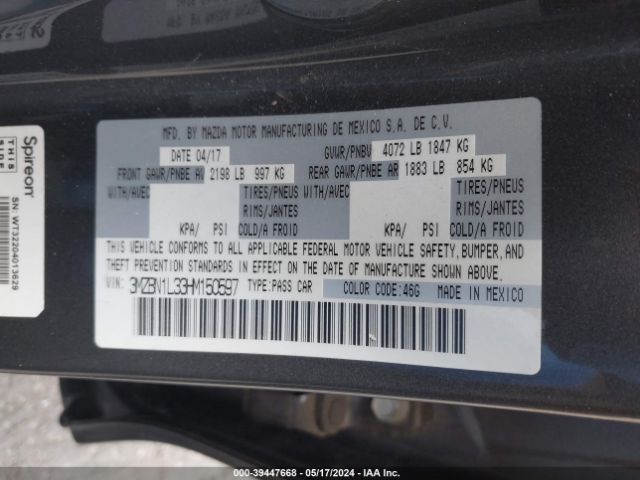 MFD. BY MAZDA MOTOR MANUFACTURING DE MEXICO S.A. DE C.V.
DATE 04/17 GVWR/PNBV 4072 LB 1847 KG
FRONT GAWR/PNBE AV 2198 LB 997 KG REAR GAWR/PNBE AR 1883 LB 854 KG
WITH/AVEC TIRES/PNEUS WITH/AVEC TIRES/PNEUS
RIMS/JANTES RIMS/JANTES
KPA/ PSI COLD/A FROID KPA/ PSI COLD/A FROID
THIS VEHICLE CONFORMS TO ALL APPLICABLE FEDERAL MOTOR VEHICLE SAFETY, BUMPER, AND
THEFT PREVENTION STANDARDS IN EFFECT ON THE DATE OF MANUFACTURE SHOWN ABOVE.
VIN: 3MZBN1L33HM150597 TYPE:PASS CAR COLOR CODE:46G MADE IN MEXICO
Spireon
THIS SIDE
SN: WT32204013629
000-39447668 - 05/17/2024 - IAA Inc.